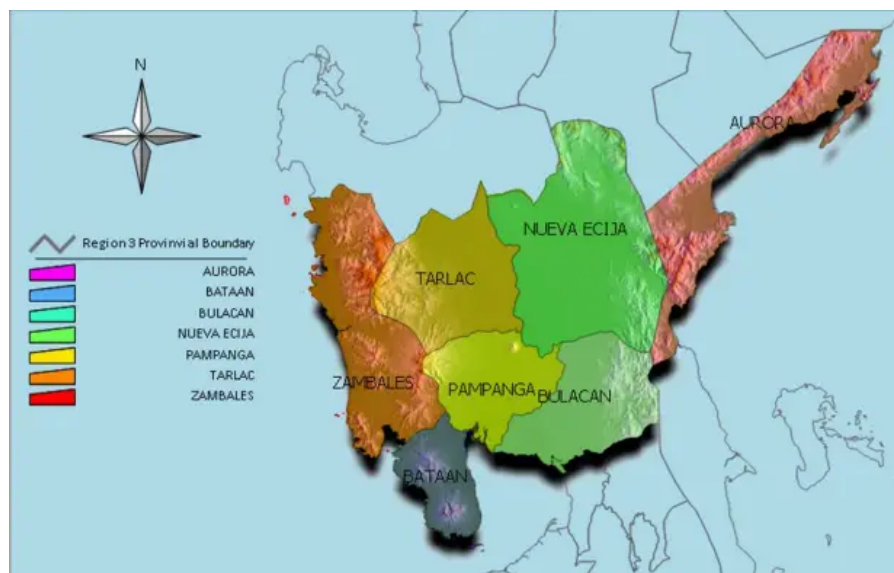 N
Region 3 Provinvial Boundary
AURORA
BATAAN
BULACAN
NUEVA ECIJA
PAMPANGA
TARLAC
ZAMBALES
AURORA
NUEVA ECIJA
TARLAC
ZAMBALES
PAMPANGA
BULACAN
BATAAN